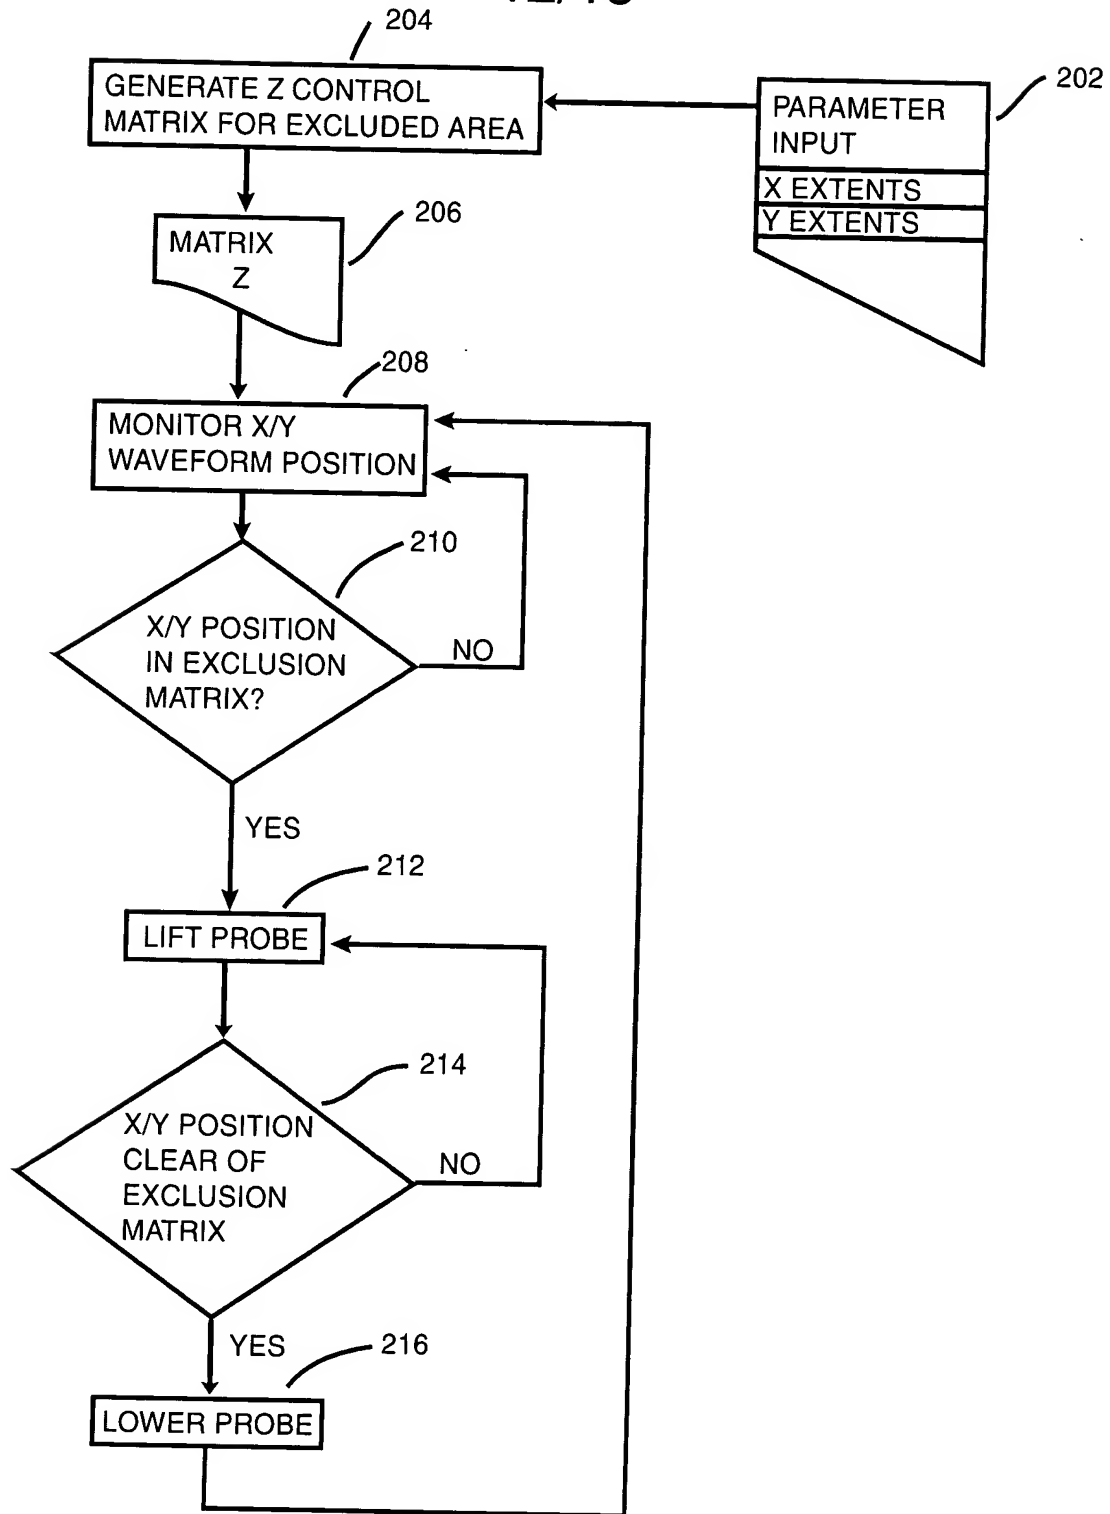 204
GENERATE Z CONTROL
MATRIX FOR EXCLUDED AREA
202
PARAMETER
INPUT
X EXTENTS
Y EXTENTS
206
MATRIX
Z
208
MONITOR X/Y
WAVEFORM POSITION
210
X/Y POSITION
IN EXCLUSION
MATRIX?
NO
YES
212
LIFT PROBE
214
X/Y POSITION
CLEAR OF
EXCLUSION
MATRIX
NO
YES
216
LOWER PROBE